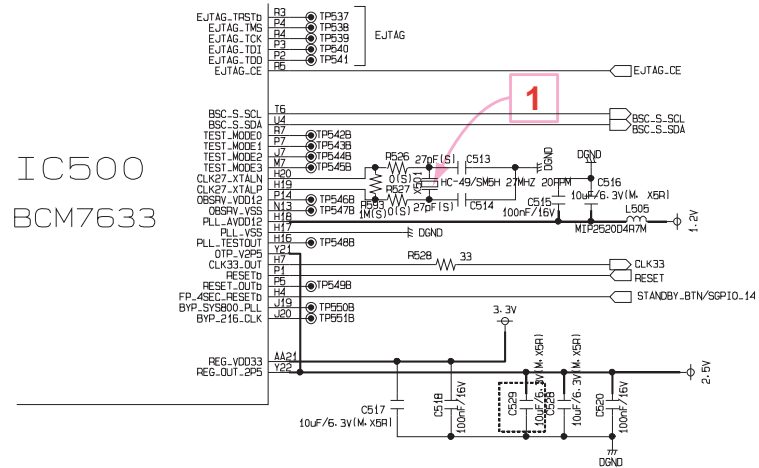 EJTAG_TRSTb R3 TP537
EJTAG_TMS P4 TP538
EJTAG_TCK R4 TP539
EJTAG_TDI P3 TP540
EJTAG_TDO P2 TP541
EJTAG
EJTAG_CE R5 EJTAG_CE
1
BSC_S_SCL T6 BSC_S_SCL
BSC_S_SDA U4 BSC_S_SDA
TEST_MODE0 R7 TP542B
TEST_MODE1 P7 TP543B
TEST_MODE2 J7 TP544B
TEST_MODE3 M7 TP545B
CLK27_XTALN H20
CLK27_XTALP H19
OBSRV_VDD12 P14 TP546B
OBSRV_VSS N13 TP547B
PLL_AVDD12 H18
PLL_VSS H17 DGND
PLL_TESTOUT H16 TP548B
OTP_V2P5 Y21
CLK33_OUT H7 R528 33 CLK33
RESETb P1 RESET
RESET_OUTb P5 TP549B
FP_4SEC_RESETb H4 STANDBY_BTN/SGPIO_14
BYP_SYS800_PLL J19 TP550B
BYP_216_CLK J20 TP551B
R526 27pF(S) C513 DGND DGND
0(S) X501 HC-49/SM5H 27MHZ 20PPM C516
R527 10uF/6.3V(M. X5R)
R593 0(S) 27pF(S) C514 C515
1M(S) 100nF/16V L505
MIP2520D4R7M 1.2V
IC500
BCM7633
3.3V
REG_VDD33 AA21
REG_OUT_2P5 Y22 2.5V
C517
10uF/6.3V(M. X5R)
C518
100nF/16V
C529
10uF/6.3V(M. X5R)
C528
10uF/6.3V(M. X5R)
C520
100nF/16V
DGND